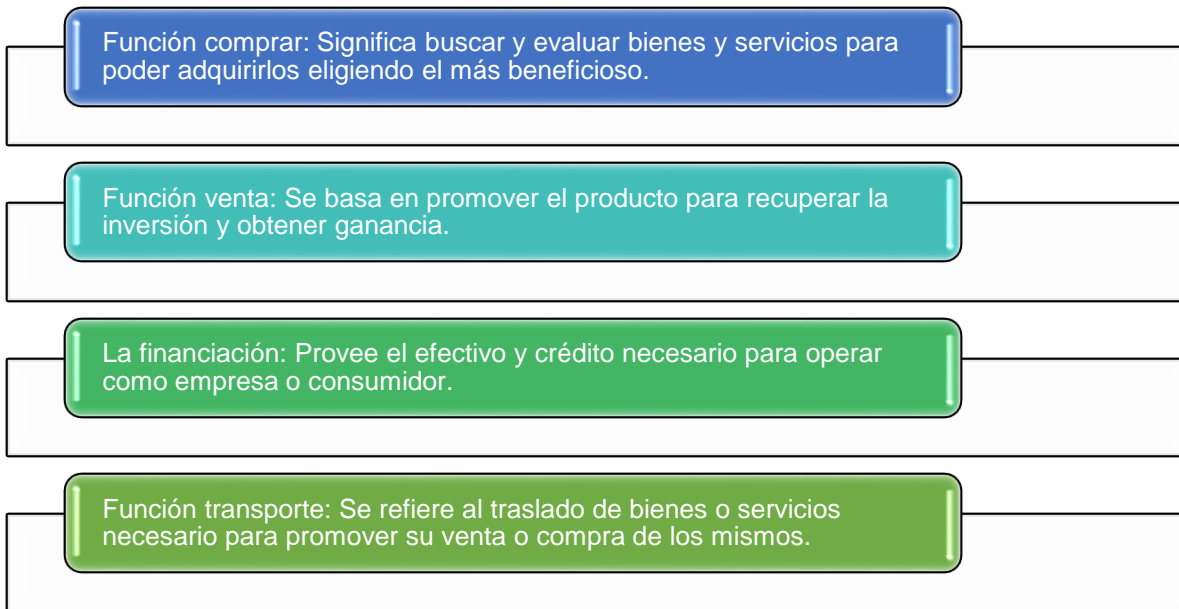 Función comprar: Significa buscar y evaluar bienes y servicios para
poder adquirirlos eligiendo el más beneficioso.
Función venta: Se basa en promover el producto para recuperar la
inversión y obtener ganancia.
La financiación: Provee el efectivo y crédito necesario para operar
como empresa o consumidor.
Función transporte: Se refiere al traslado de bienes o servicios
necesario para promover su venta o compra de los mismos.